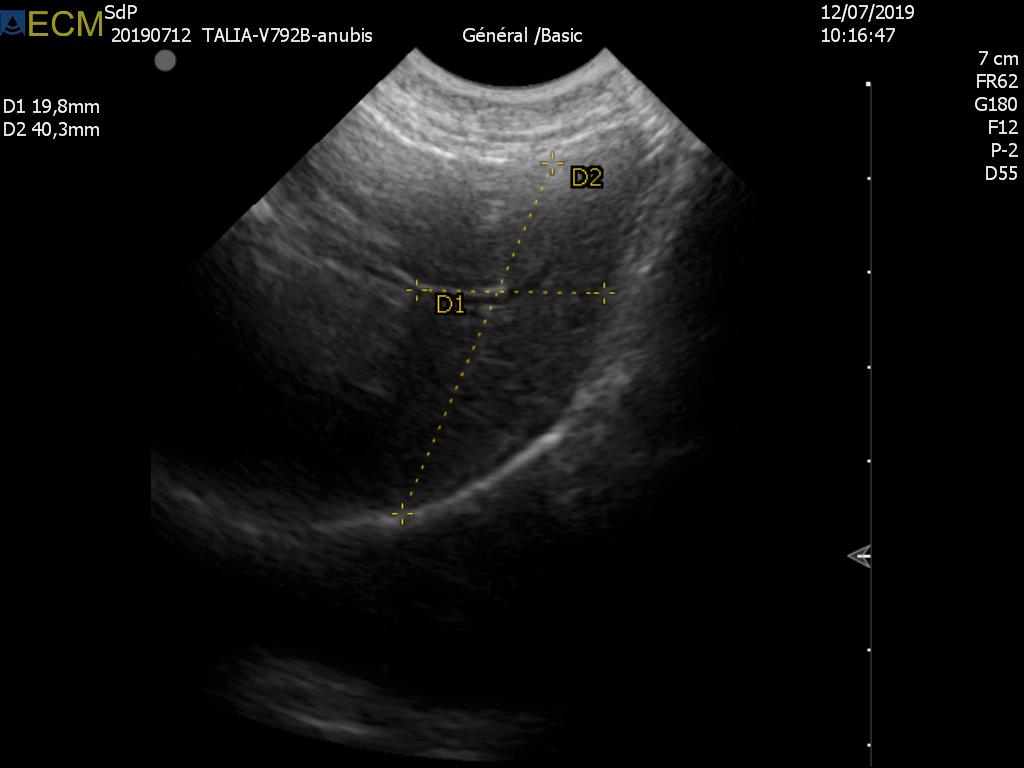 ECM
SdP
20190712 TALIA-V792B-anubis
Général /Basic
12/07/2019
10:16:47
7 cm
FR62
G180
F12
P-2
D55
D1 19,8mm
D2 40,3mm
D2
D1